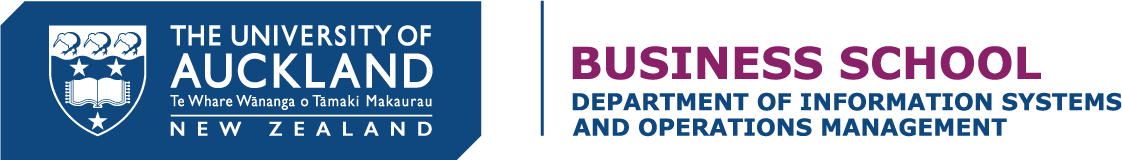 THE UNIVERSITY OF
AUCKLAND
Te Whare Wānanga o Tāmaki Makaurau
NEW ZEALAND
BUSINESS SCHOOL
DEPARTMENT OF INFORMATION SYSTEMS
AND OPERATIONS MANAGEMENT